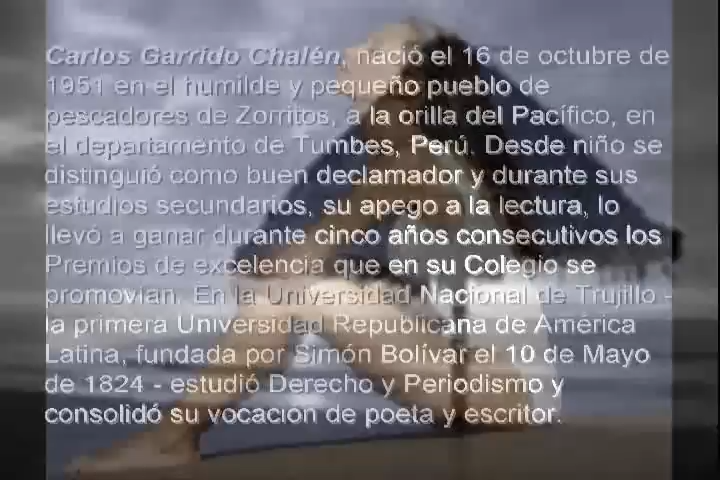 Carlos Garrido Chalén, nació el 16 de octubre de
1951 en el humilde y pequeño pueblo de
pescadores de Zorritos, a la orilla del Pacífico, en
el departamento de Tumbes, Perú. Desde niño se
distinguió como buen declamador y durante sus
estudios secundarios, su apego a la lectura, lo
llevó a ganar durante cinco años consecutivos los
Premios de excelencia que en su Colegio se
promovían. En la Universidad Nacional de Trujillo -
la primera Universidad Republicana de América
Latina, fundada por Simón Bolívar el 10 de Mayo
de 1824 - estudió Derecho y Periodismo y
consolidó su vocación de poeta y escritor.